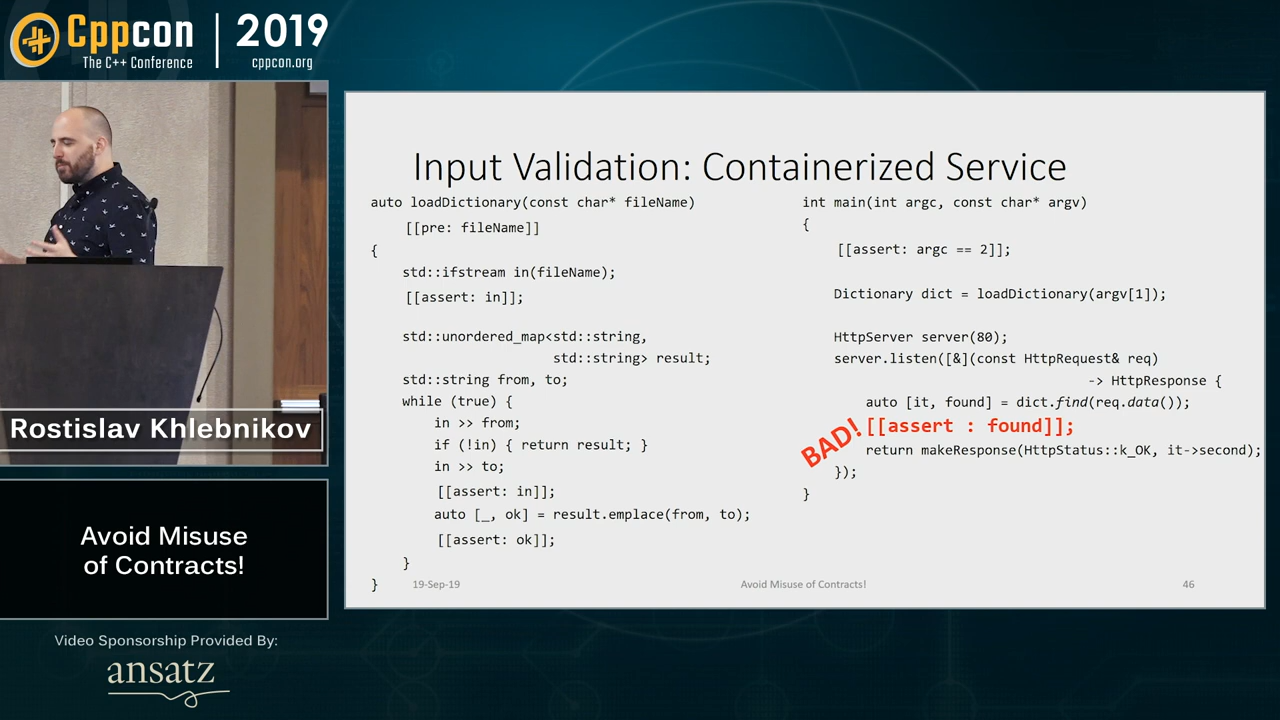 Cppcon | 2019
The C++ Conference cppcon.org
Rostislav Khlebnikov
Avoid Misuse
of Contracts!
Video Sponsorship Provided By:
ansatz
Input Validation: Containerized Service
auto loadDictionary(const char* fileName)
[[pre: fileName]]
{
std::ifstream in(fileName);
[[assert: in]];
std::unordered_map<std::string,
std::string> result;
std::string from, to;
while (true) {
in >> from;
if (!in) { return result; }
in >> to;
[[assert: in]];
auto [_, ok] = result.emplace(from, to);
[[assert: ok]];
}
}
int main(int argc, const char* argv)
{
[[assert: argc == 2]];
Dictionary dict = loadDictionary(argv[1]);
HttpServer server(80);
server.listen([&](const HttpRequest& req)
-> HttpResponse {
auto [it, found] = dict.find(req.data());
BAD! [[assert : found]];
return makeResponse(HttpStatus::k_OK, it->second);
});
}
19-Sep-19 Avoid Misuse of Contracts! 46